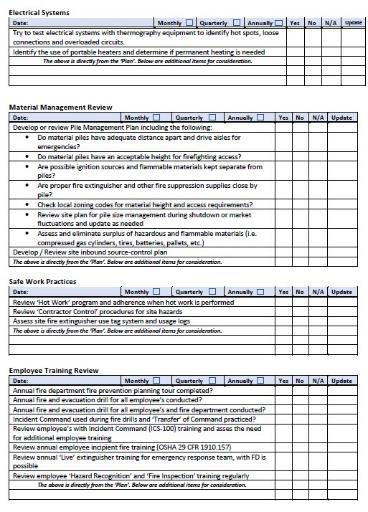 Electrical Systems
Date: Monthly Quarterly Annually Yes No N/A Update
Try to test electrical systems with thermography equipment to identify hot spots, loose
connections and overloaded circuits.
Identify the use of portable heaters and determine if permanent heating is needed
The above is directly from the 'Plan'. Below are additional items for consideration.
Material Management Review
Date: Monthly Quarterly Annually Yes No N/A Update
Develop or review Pile Management Plan including the following:
• Do material piles have adequate distance apart and drive aisles for
emergencies?
• Do material piles have an acceptable height for firefighting access?
• Are possible ignition sources and flammable materials kept separate from
piles?
• Are proper fire extinguisher and other fire suppression supplies close by
pile?
• Check local zoning codes for material height and access requirements?
• Review site plan for pile size management during shutdown or market
fluctuations and update as needed
• Assess and eliminate surplus of hazardous and flammable materials (i.e.
compressed gas cylinders, tires, batteries, pallets, etc.)
Develop / Review site inbound source-control plan
The above is directly from the 'Plan'. Below are additional items for consideration.
Safe Work Practices
Date: Monthly Quarterly Annually Yes No N/A Update
Review 'Hot Work' program and adherence when hot work is performed
Review 'Contractor Control' procedures for site hazards
Assess site fire extinguisher use tag system and usage logs
The above is directly from the 'Plan'. Below are additional items for consideration.
Employee Training Review
Date: Monthly Quarterly Annually Yes No N/A Update
Annual fire department fire prevention planning tour completed?
Annual fire and evacuation drill for all employee's conducted?
Annual fire and evacuation drill for all employee's and fire department conducted?
Incident Command used during fire drills and 'Transfer' of Command practiced?
Review employee's with Incident Command (ICS-100) training and asses the need
for additional employee training
Review annual employee incipient fire training [OSHA 29 CFR 1910.157]
Review annual 'Live' extinguisher training for emergency response team, with FD is
possible
Review employee 'Hazard Recognition' and 'Fire Inspection' training regularly
The above is directly from the 'Plan'. Below are additional items for consideration.